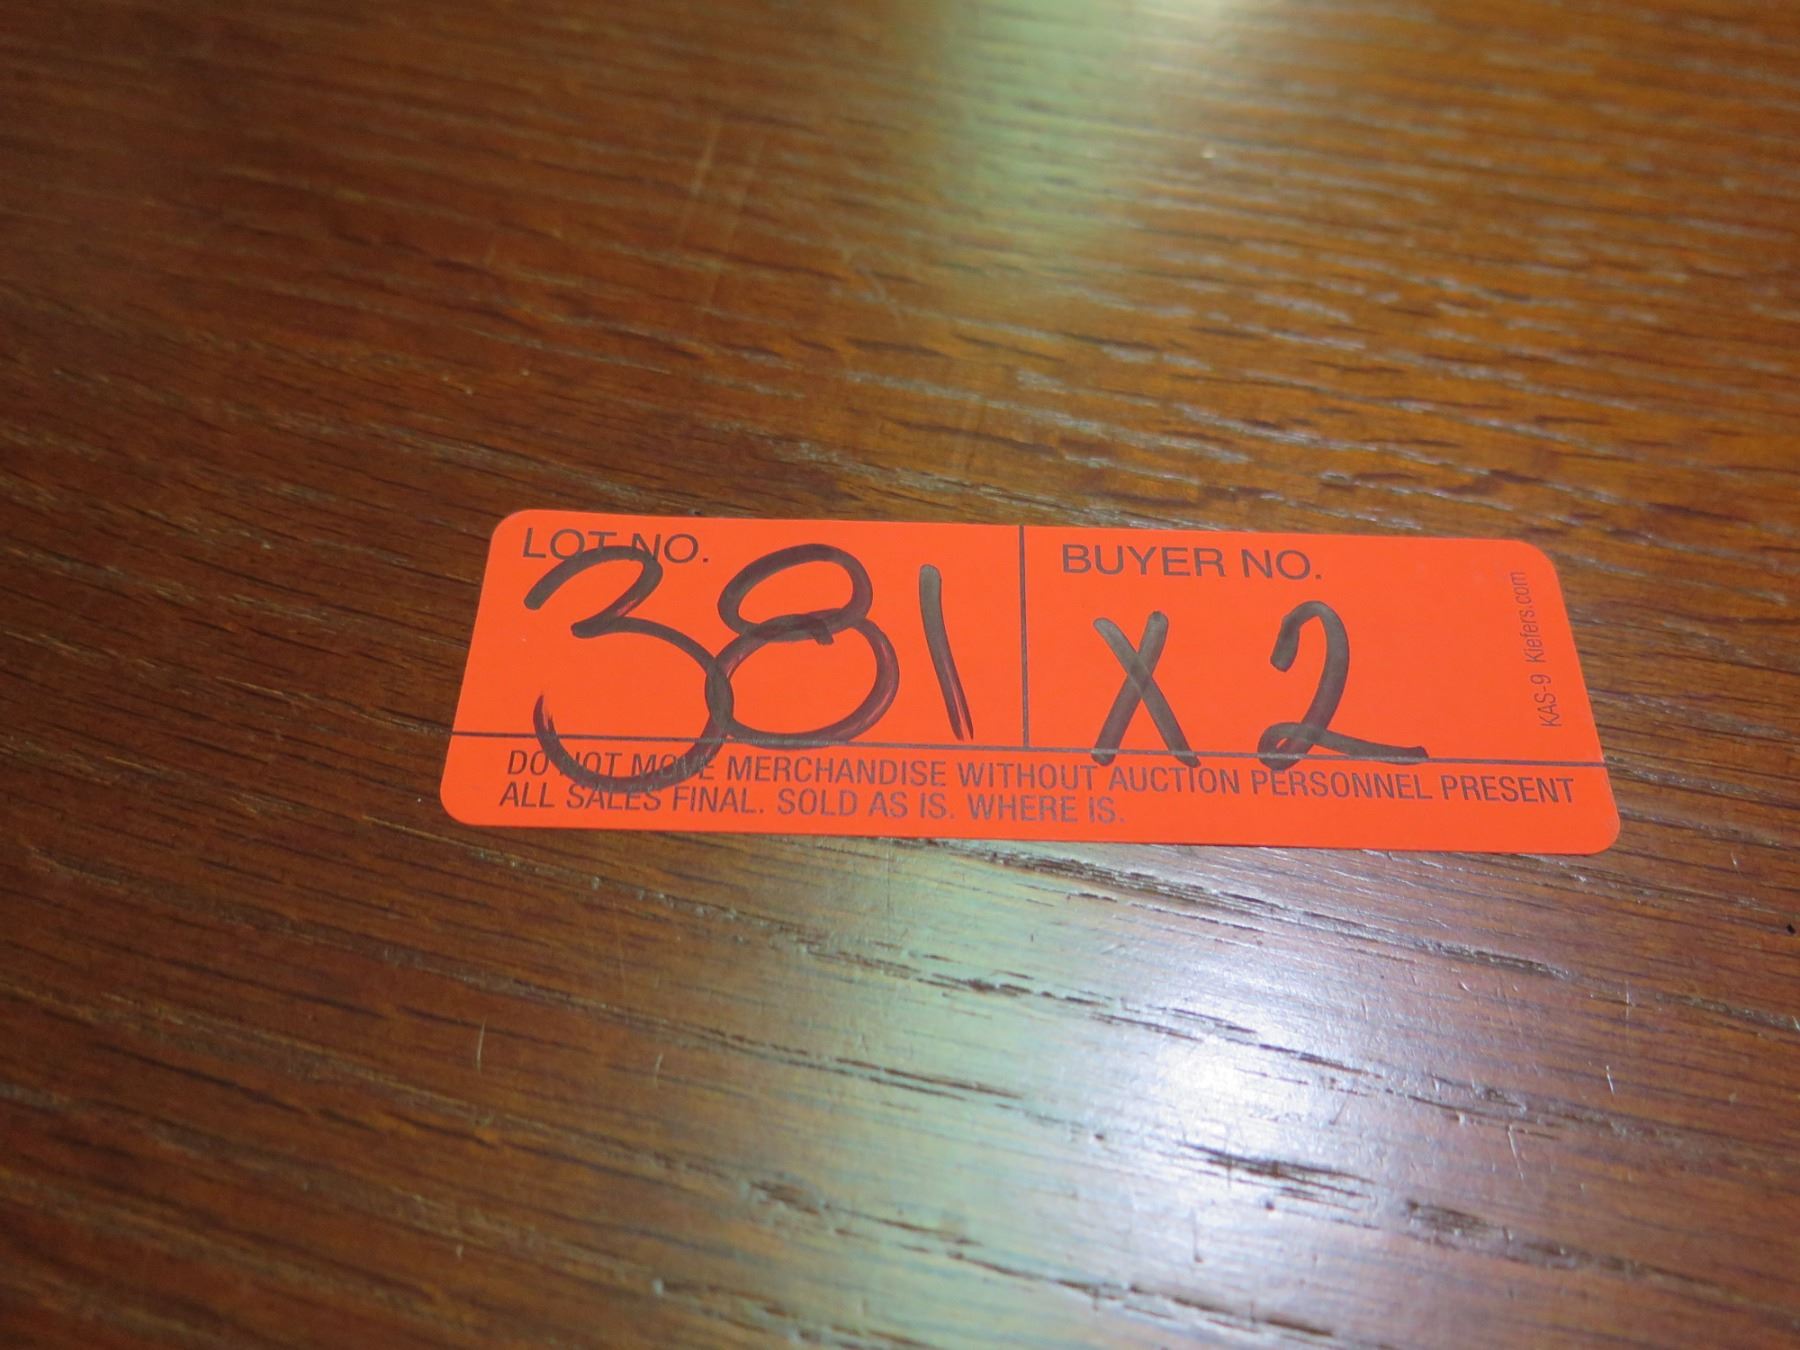 LOT NO.
381
BUYER NO.
X 2
KAS-9 Kiefers.com
DO NOT MOVE MERCHANDISE WITHOUT AUCTION PERSONNEL PRESENT
ALL SALES FINAL. SOLD AS IS. WHERE IS.